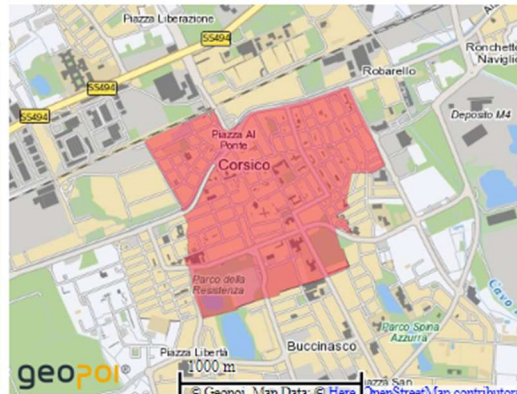 Piazza Liberazione
SS494
SS494
SS494
Ronchetto
Naviglio
Robarello
Deposito M4
Piazza Al
Ponte
Corsico
Parco della
Resistenza
Cavo
Parco Spina
Azzurra
Piazza Libertà
Buccinasco
geopoi®
1000 m
© Geopoi, Map Data: © Here, OpenStreetMap contributors